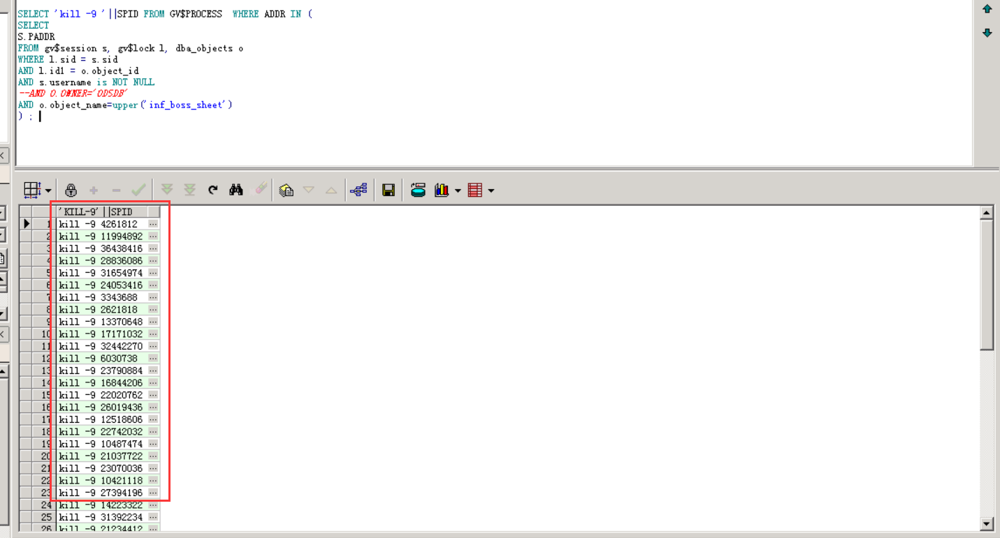 SELECT 'kill -9 '||SPID FROM GV$PROCESS  WHERE ADDR IN (
SELECT
S.PADDR
FROM gv$session s, gv$lock l, dba_objects o
WHERE l.sid = s.sid
AND l.id1 = o.object_id
AND s.username is NOT NULL
--AND O.OWNER='ODSDB'
AND o.object_name=upper('inf_boss_sheet')
) ;
'KILL-9'||SPID
1 kill -9 4261812 ...
2 kill -9 11994892 ...
3 kill -9 36438416 ...
4 kill -9 28836086 ...
5 kill -9 31654974 ...
6 kill -9 24053416 ...
7 kill -9 3343688 ...
8 kill -9 2621818 ...
9 kill -9 13370648 ...
10 kill -9 17171032 ...
11 kill -9 32442270 ...
12 kill -9 6030738 ...
13 kill -9 23790884 ...
14 kill -9 16844206 ...
15 kill -9 22020762 ...
16 kill -9 26019436 ...
17 kill -9 12518606 ...
18 kill -9 22742032 ...
19 kill -9 10487474 ...
20 kill -9 21037722 ...
21 kill -9 23070036 ...
22 kill -9 10421118 ...
23 kill -9 27394196 ...
24 kill -9 14223322 ...
25 kill -9 31392234 ...
26 kill -9 21234412 ...